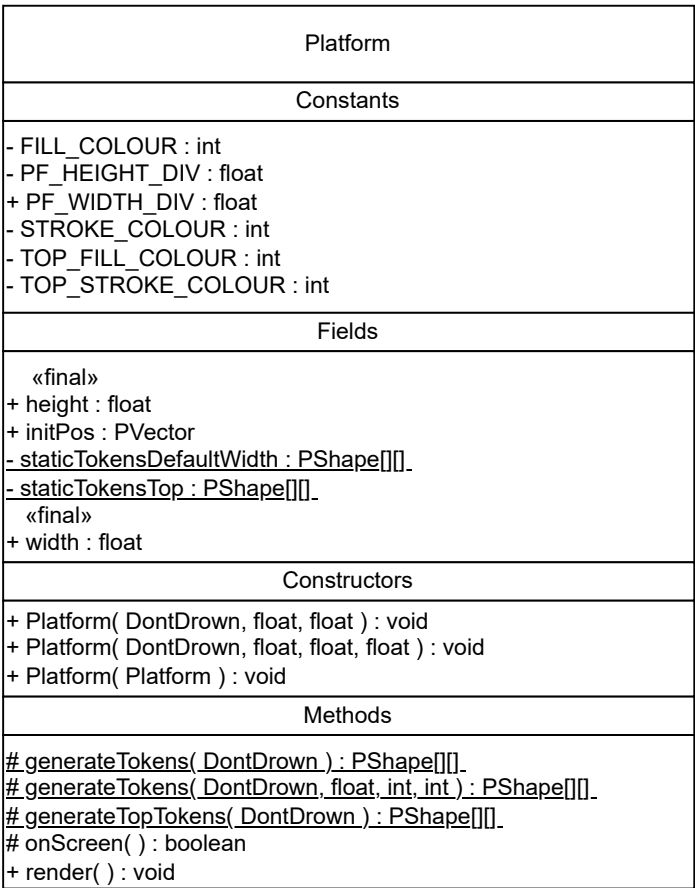 Platform
Constants
- FILL_COLOUR : int
- PF_HEIGHT_DIV : float
+ PF_WIDTH_DIV : float
- STROKE_COLOUR : int
- TOP_FILL_COLOUR : int
- TOP_STROKE_COLOUR : int
Fields
«final»
+ height : float
+ initPos : PVector
- staticTokensDefaultWidth : PShape[][]
- staticTokensTop : PShape[][]
«final»
+ width : float
Constructors
+ Platform( DontDrown, float, float ) : void
+ Platform( DontDrown, float, float, float ) : void
+ Platform( Platform ) : void
Methods
# generateTokens( DontDrown ) : PShape[][]
# generateTokens( DontDrown, float, int, int ) : PShape[][]
# generateTopTokens( DontDrown ) : PShape[][]
# onScreen( ) : boolean
+ render( ) : void